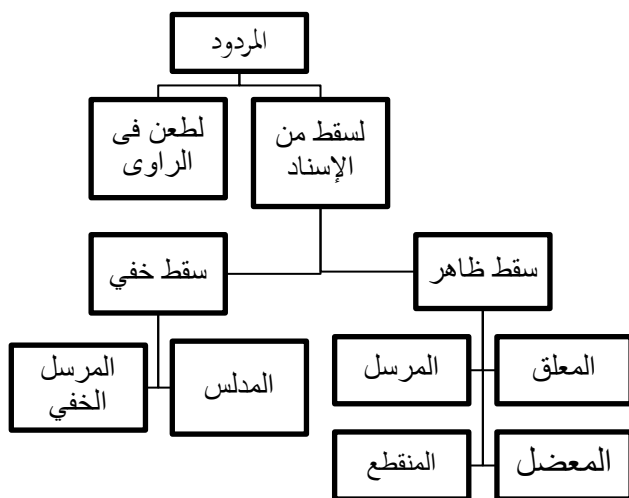 المردود
لسقط من
الإسناد
لطعن فى
الراوى
سقط ظاهر
سقط خفي
المعلق
المرسل
المعضل
المنقطع
المدلس
المرسل
الخفي